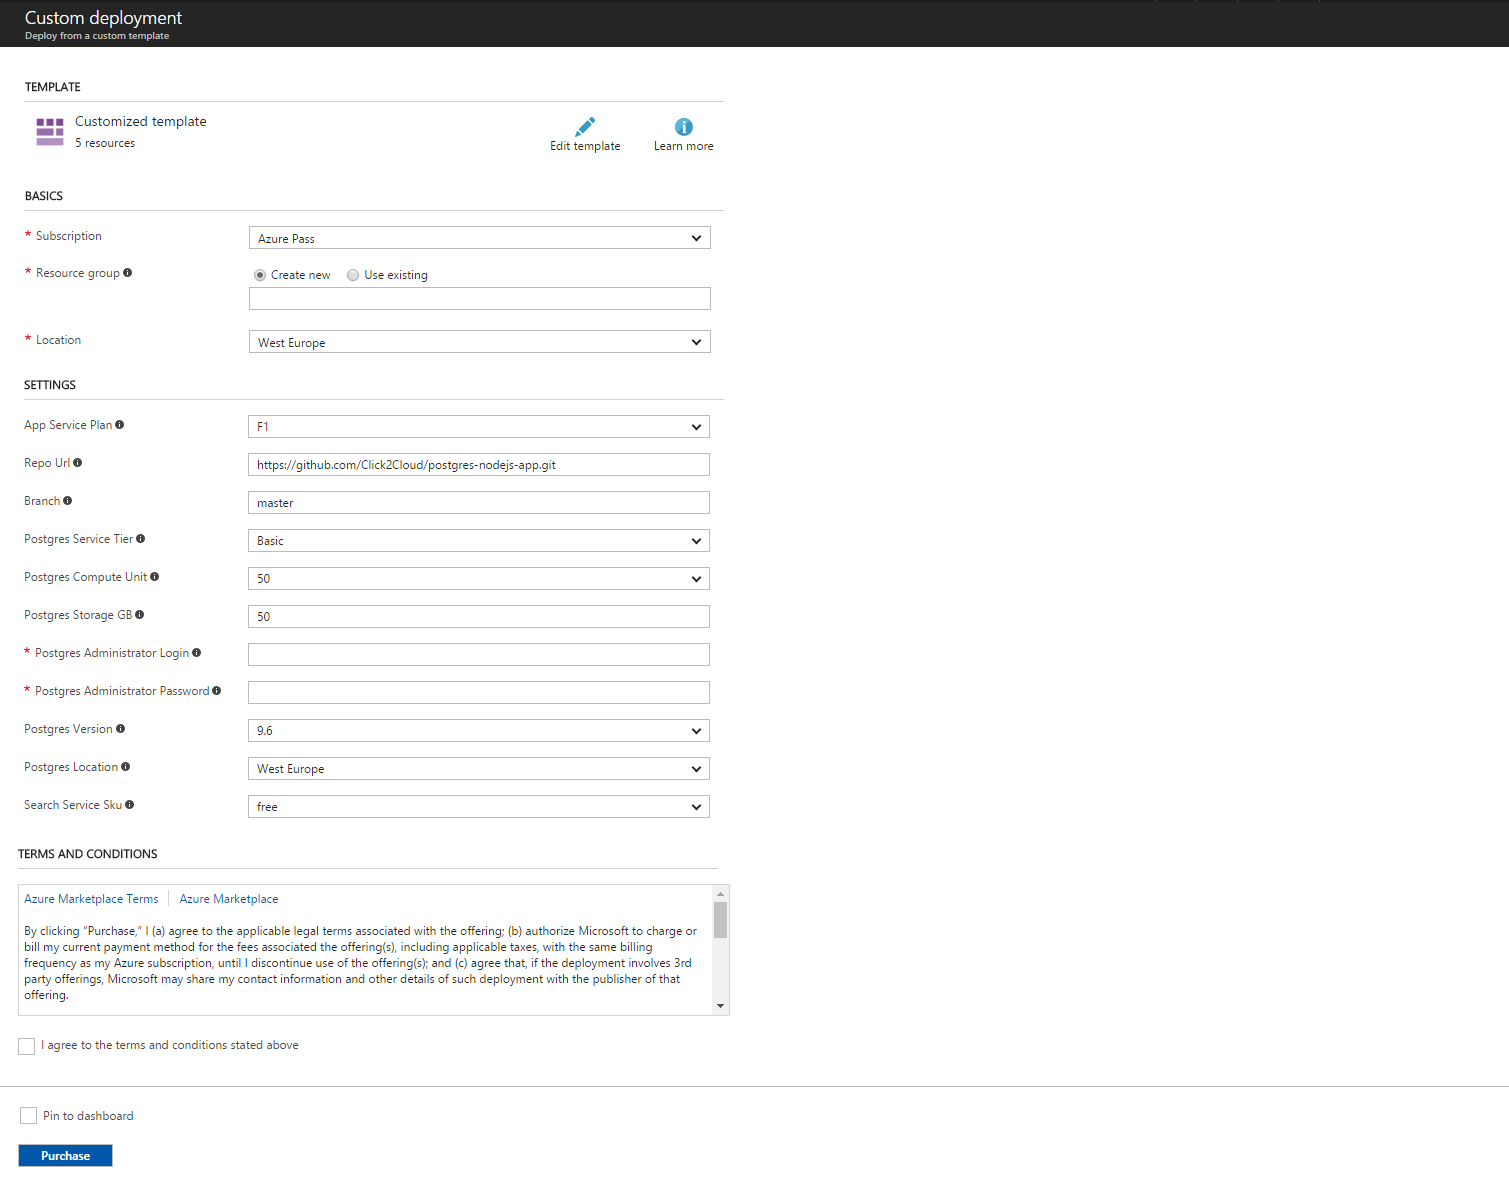 Custom deployment
Deploy from a custom template
TEMPLATE
Customized template
5 resources
Edit template
Learn more
BASICS
* Subscription
Azure Pass
* Resource group
Create new
Use existing
* Location
West Europe
SETTINGS
App Service Plan
F1
Repo Url
https://github.com/Click2Cloud/postgres-nodejs-app.git
Branch
master
Postgres Service Tier
Basic
Postgres Compute Unit
50
Postgres Storage GB
50
* Postgres Administrator Login
* Postgres Administrator Password
Postgres Version
9.6
Postgres Location
West Europe
Search Service Sku
free
TERMS AND CONDITIONS
Azure Marketplace Terms
Azure Marketplace
By clicking “Purchase,” I (a) agree to the applicable legal terms associated with the offering; (b) authorize Microsoft to charge or
bill my current payment method for the fees associated the offering(s), including applicable taxes, with the same billing
frequency as my Azure subscription, until I discontinue use of the offering(s); and (c) agree that, if the deployment involves 3rd
party offerings, Microsoft may share my contact information and other details of such deployment with the publisher of that
offering.
I agree to the terms and conditions stated above
Pin to dashboard
Purchase